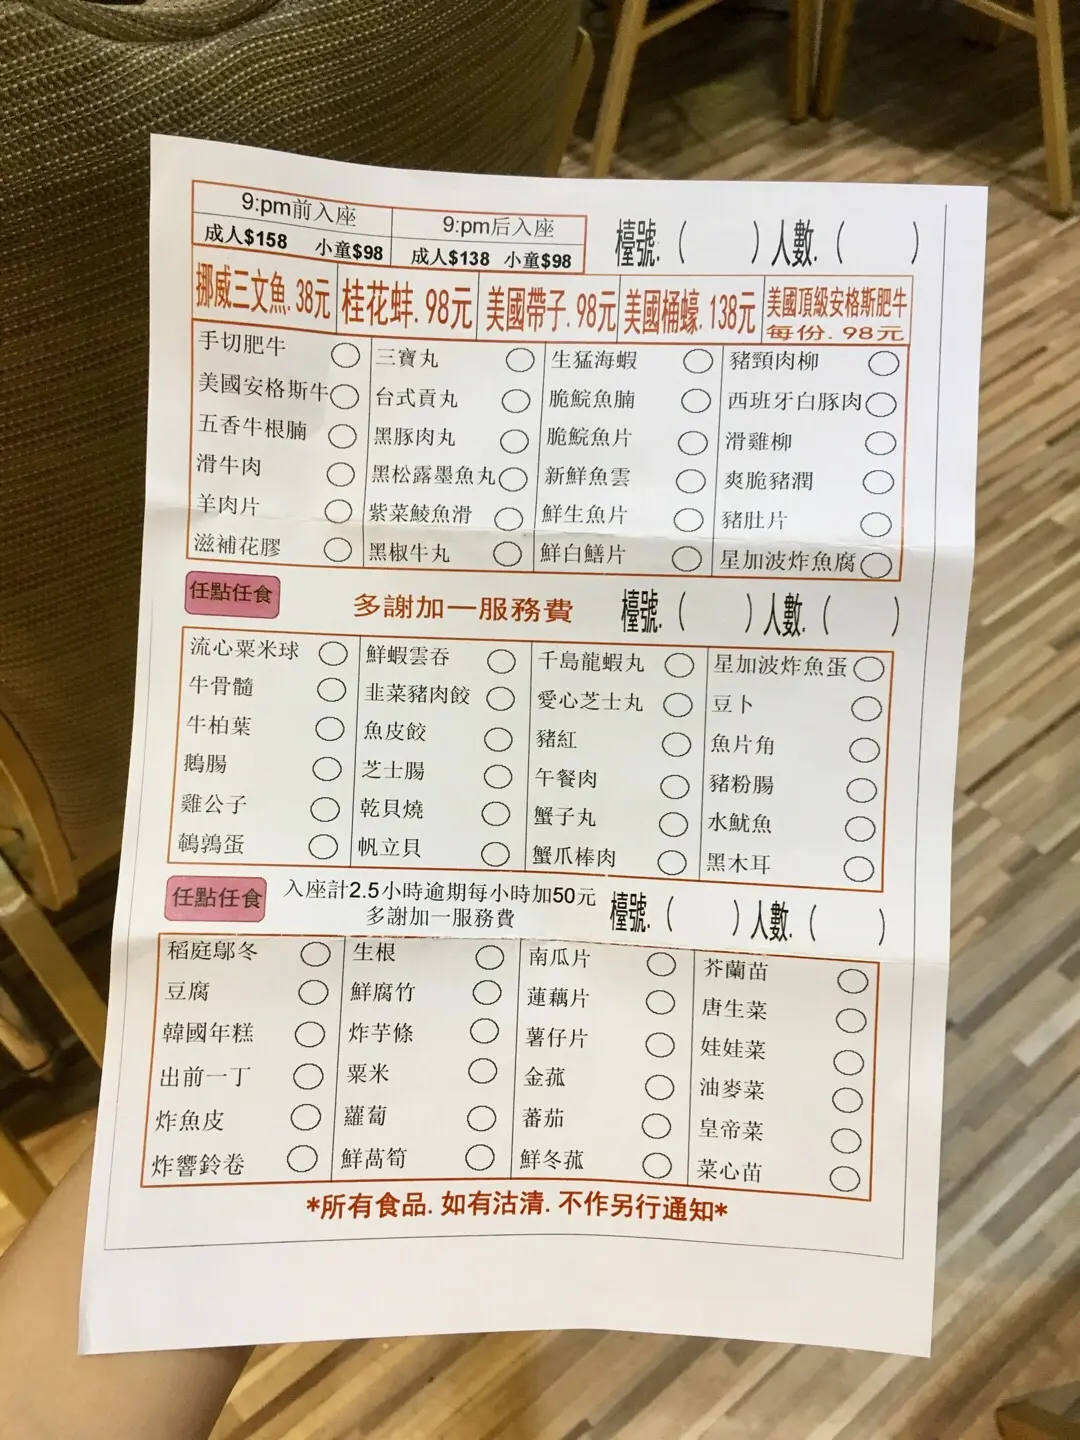 9:pm前入座 9:pm后入座
成人$158 小童$98 成人$138 小童$98
檯號.( ) 人數.( )
挪威三文魚.38元 桂花蚌.98元 美國帶子.98元 美國桶蠔.138元 美國頂級安格斯肥牛
每份.98元
手切肥牛 三寶丸 生猛海蝦 豬頸肉柳
美國安格斯牛 台式貢丸 脆鯇魚腩 西班牙白豚肉
五香牛根腩 黑豚肉丸 脆鯇魚片 滑雞柳
滑牛肉 黑松露墨魚丸 新鮮魚雲 爽脆豬潤
羊肉片 紫菜鯪魚滑 鮮生魚片 豬肚片
滋補花膠 黑椒牛丸 鮮白鱔片 星加波炸魚腐
任點任食 多謝加一服務費 檯號.( ) 人數.( )
流心粟米球 鮮蝦雲吞 千島龍蝦丸 星加波炸魚蛋
牛骨髓 韭菜豬肉餃 愛心芝士丸 豆卜
牛柏葉 魚皮餃 豬紅 魚片角
鵝腸 芝士腸 午餐肉 豬粉腸
雞公子 乾貝燒 蟹子丸 水魷魚
鵪鶉蛋 帆立貝 蟹爪棒肉 黑木耳
任點任食 入座計2.5小時逾期每小時加50元
多謝加一服務費
檯號.( ) 人數.( )
稻庭鄔冬 生根 南瓜片 芥蘭苗
豆腐 鮮腐竹 蓮藕片 唐生菜
韓國年糕 炸芋條 薯仔片 娃娃菜
出前一丁 粟米 金菰 油麥菜
炸魚皮 蘿蔔 蕃茄 皇帝菜
炸響鈴卷 鮮萵筍 鮮冬菰 菜心苗
*所有食品.如有沽清.不作另行通知*